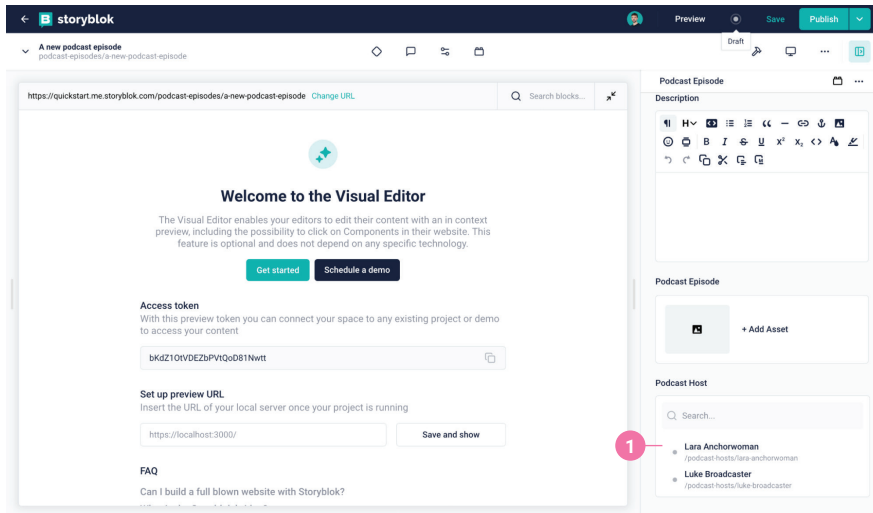 storyblok
Preview
Save
Publish
Draft
A new podcast episode
podcast-episodes/a-new-podcast-episode
https://quickstart.me.storyblok.com/podcast-episodes/a-new-podcast-episode Change URL
Search blocks...
Welcome to the Visual Editor
The Visual Editor enables your editors to edit their content with an in context
preview, including the possibility to click on Components in their website. This
feature is optional and does not depend on any specific technology.
Get started
Schedule a demo
Access token
With this preview token you can connect your space to any existing project or demo
to access your content
bKdZ1OtVDEZbPVtQoD81Nwtt
Set up preview URL
Insert the URL of your local server once your project is running
https://localhost:3000/
Save and show
FAQ
Can I build a full blown website with Storyblok?
Podcast Episode
Description
H
B I S U X² X₂ <> A
Podcast Episode
+ Add Asset
Podcast Host
Search...
1
Lara Anchorwoman
/podcast-hosts/lara-anchorwoman
Luke Broadcaster
/podcast-hosts/luke-broadcaster